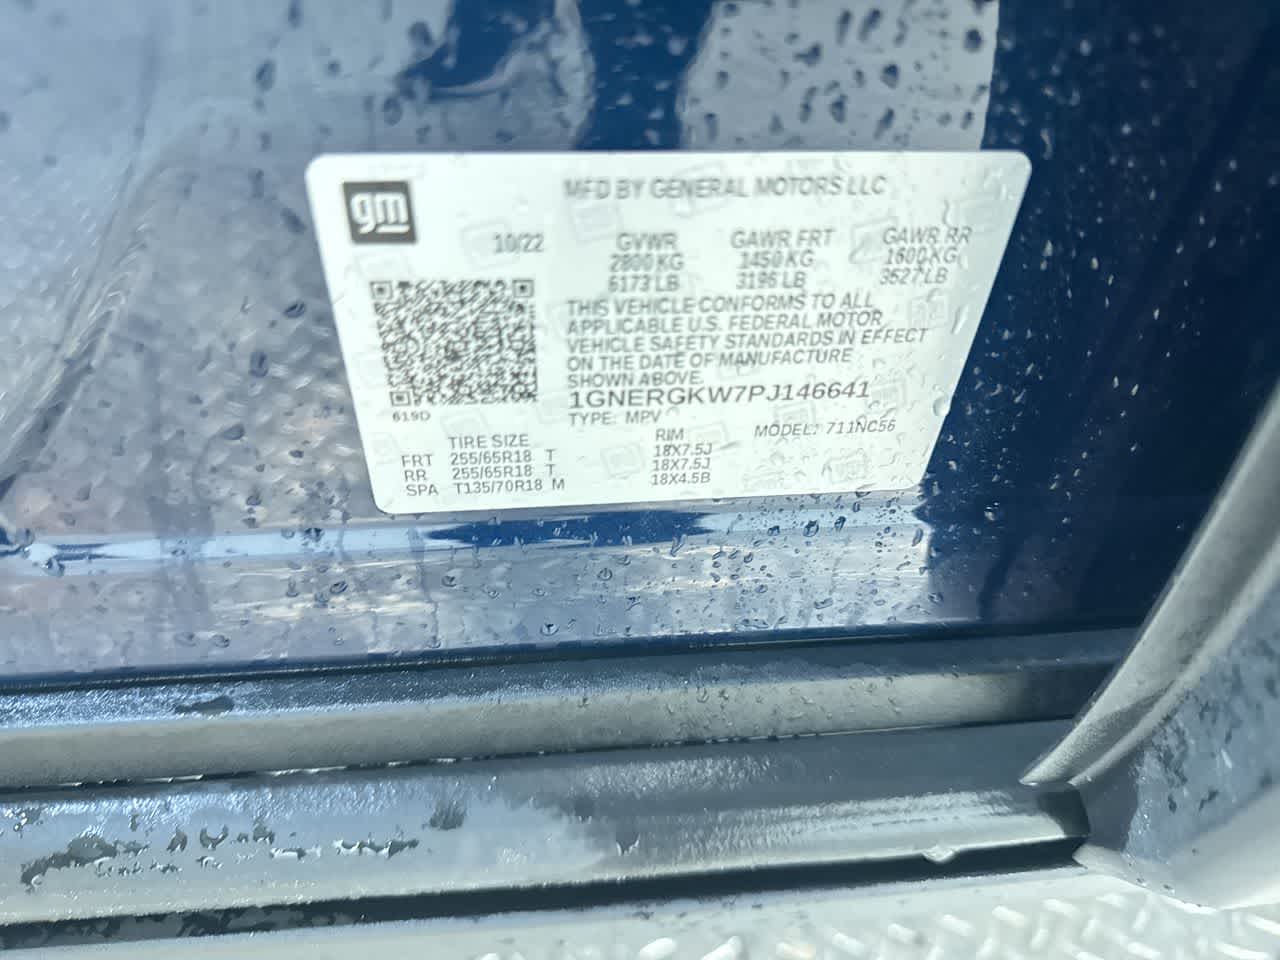 gm
MFD BY GENERAL MOTORS LLC
10/22 GVWR GAWR FRT GAWR RR
2800 KG 1450 KG 1600 KG
6173 LB 3196 LB 3527 LB
THIS VEHICLE CONFORMS TO ALL
APPLICABLE U.S. FEDERAL MOTOR
VEHICLE SAFETY STANDARDS IN EFFECT
ON THE DATE OF MANUFACTURE
SHOWN ABOVE.
1GNERGKW7PJ146641
619D
TYPE: MPV MODEL: 711NC56
TIRE SIZE RIM
FRT 255/65R18 T 18X7.5J
RR 255/65R18 T 18X7.5J
SPA T135/70R18 M 18X4.5B